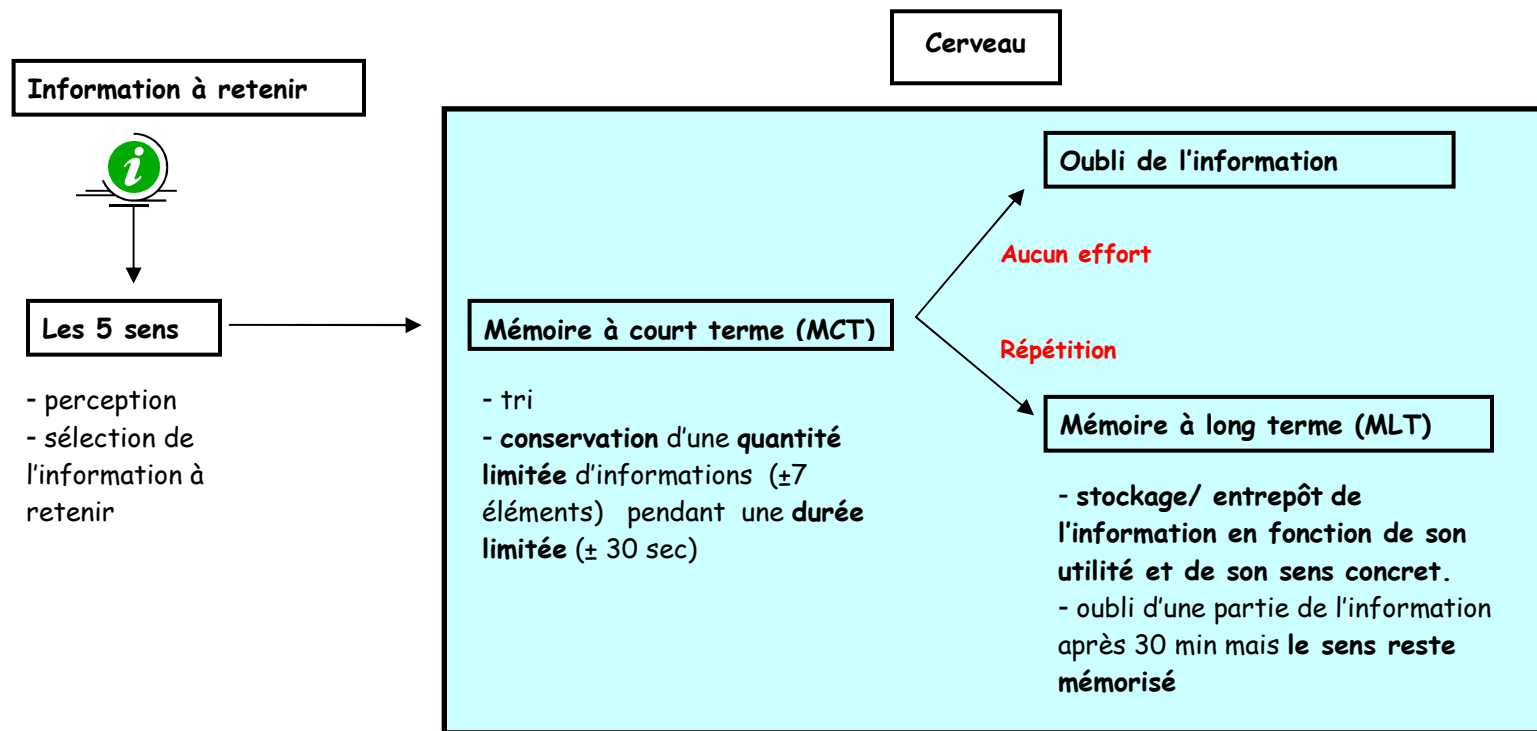 Cerveau
Information à retenir
i
Les 5 sens
- perception
- sélection de
l'information à
retenir
Mémoire à court terme (MCT)
- tri
- conservation d'une quantité
limitée d'informations (±7
éléments) pendant une durée
limitée (± 30 sec)
Oubli de l'information
Aucun effort
Répétition
Mémoire à long terme (MLT)
- stockage/ entrepôt de
l'information en fonction de son
utilité et de son sens concret.
- oubli d'une partie de l'information
après 30 min mais le sens reste
mémorisé